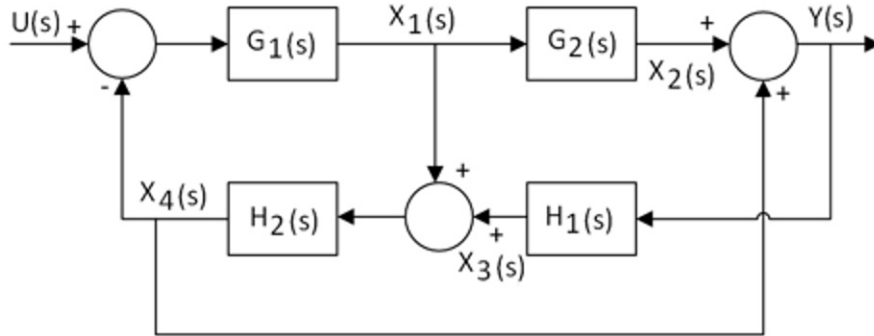 U(s) +
-
G1(s)
X1(s)
G2(s)
+
X2(s)
Y(s)
+
X4(s)
H2(s)
+
+
X3(s)
H1(s)